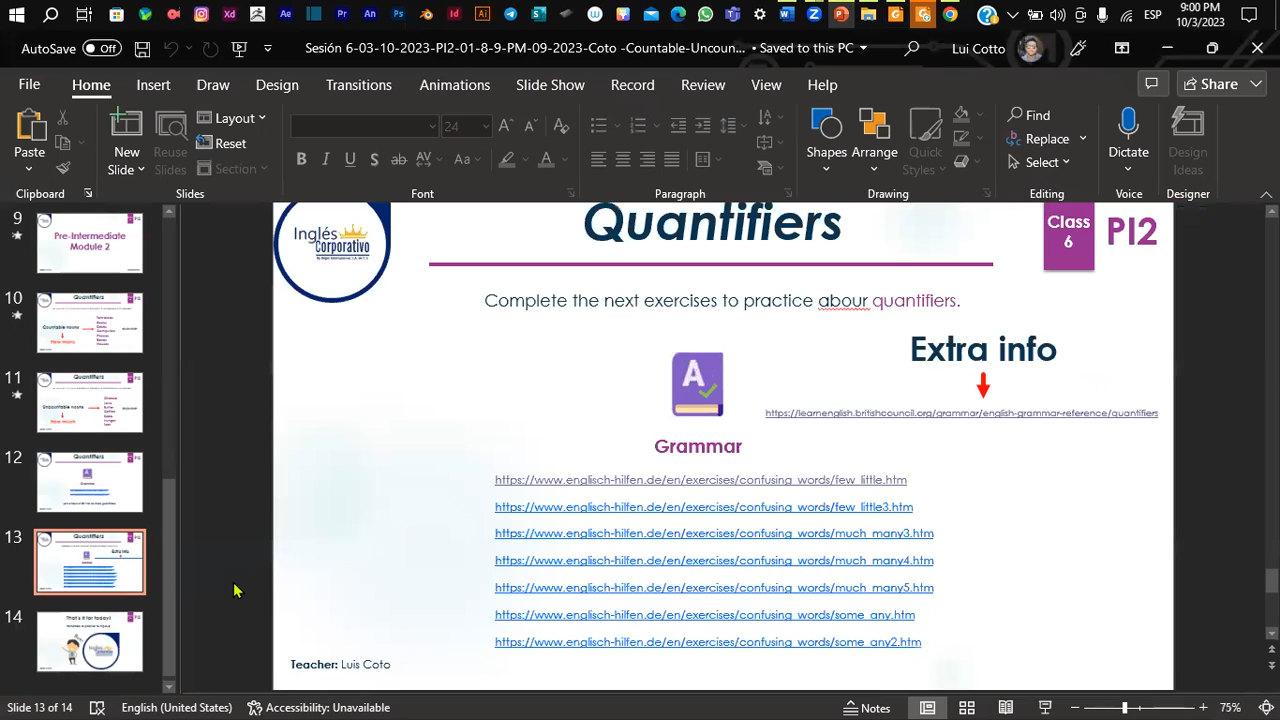 9:00 PM
ESP
10/3/2023
AutoSave Off
Sesión 6-03-10-2023-PI2-01-8-9-PM-09-2023-Coto -Countable-Uncoun... • Saved to this PC
Lui Cotto
File Home Insert Draw Design Transitions Animations Slide Show Record Review View Help Share
Paste New Slide Reuse Slides Layout Reset Section
24
B I U S ab AV Aa A
Shapes Arrange Quick Styles Find Replace Select Dictate Design Ideas
Clipboard Slides Font Paragraph Drawing Editing Voice Designer
9
Pre-Intermediate
Module 2
10
Quantifiers
Countable nouns
11
Quantifiers
Uncountable nouns
12
Quantifiers
13
Quantifiers
Extra info
14
That's it for today!
Inglés
Corporativo
Quantifiers
Class
6
PI2
Complete the next exercises to practice abour quantifiers.
Extra info
A
https://learnenglish.britishcouncil.org/grammar/english-grammar-reference/quantifiers
Grammar
https://www.englisch-hilfen.de/en/exercises/confusing_words/few_little.htm
https://www.englisch-hilfen.de/en/exercises/confusing_words/few_little3.htm
https://www.englisch-hilfen.de/en/exercises/confusing_words/much_many3.htm
https://www.englisch-hilfen.de/en/exercises/confusing_words/much_many4.htm
https://www.englisch-hilfen.de/en/exercises/confusing_words/much_many5.htm
https://www.englisch-hilfen.de/en/exercises/confusing_words/some_any.htm
https://www.englisch-hilfen.de/en/exercises/confusing_words/some_any2.htm
Teacher: Luis Coto
Slide 13 of 14 English (United States) Accessibility: Unavailable Notes 75%